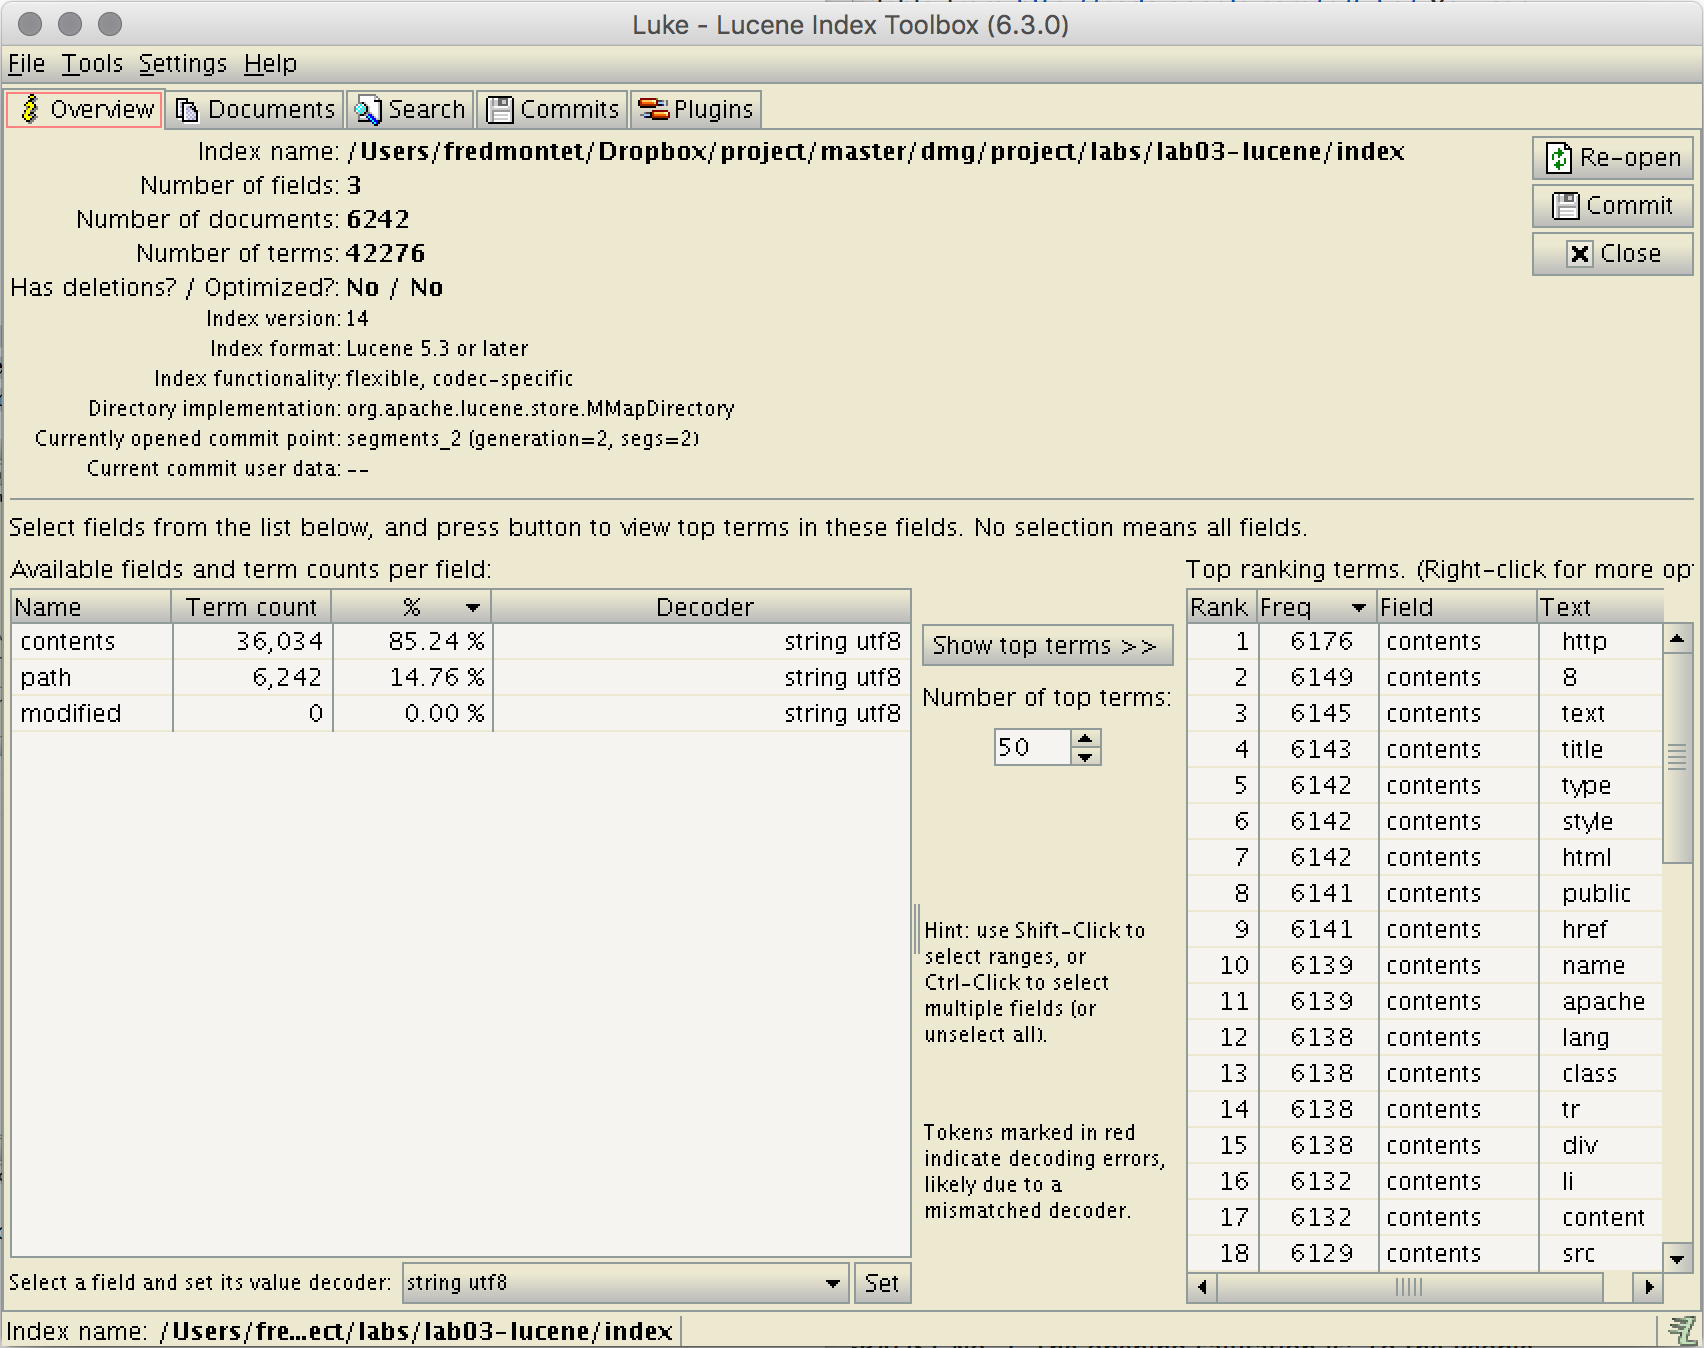 Luke - Lucene Index Toolbox (6.3.0)
File Tools Settings Help
Overview Documents Search Commits Plugins
Index name: /Users/fredmontet/Dropbox/project/master/dmg/project/labs/lab03-lucene/index
Re-open
Number of fields: 3
Number of documents: 6242
Commit
Number of terms: 42276
Close
Has deletions? / Optimized?: No / No
Index version: 14
Index format: Lucene 5.3 or later
Index functionality: flexible, codec-specific
Directory implementation: org.apache.lucene.store.MMapDirectory
Currently opened commit point: segments_2 (generation=2, segs=2)
Current commit user data: --
Select fields from the list below, and press button to view top terms in these fields. No selection means all fields.
Available fields and term counts per field:
Name Term count % Decoder
contents 36,034 85.24 % string utf8
path 6,242 14.76 % string utf8
modified 0 0.00 % string utf8
Show top terms >>
Number of top terms:
50
Hint: use Shift-Click to
select ranges, or
Ctrl-Click to select
multiple fields (or
unselect all).
Tokens marked in red
indicate decoding errors,
likely due to a
mismatched decoder.
Top ranking terms. (Right-click for more op
Rank Freq Field Text
1 6176 contents http
2 6149 contents 8
3 6145 contents text
4 6143 contents title
5 6142 contents type
6 6142 contents style
7 6142 contents html
8 6141 contents public
9 6141 contents href
10 6139 contents name
11 6139 contents apache
12 6138 contents lang
13 6138 contents class
14 6138 contents tr
15 6138 contents div
16 6132 contents li
17 6132 contents content
18 6129 contents src
Select a field and set its value decoder: string utf8 Set
Index name: /Users/fre...ect/labs/lab03-lucene/index